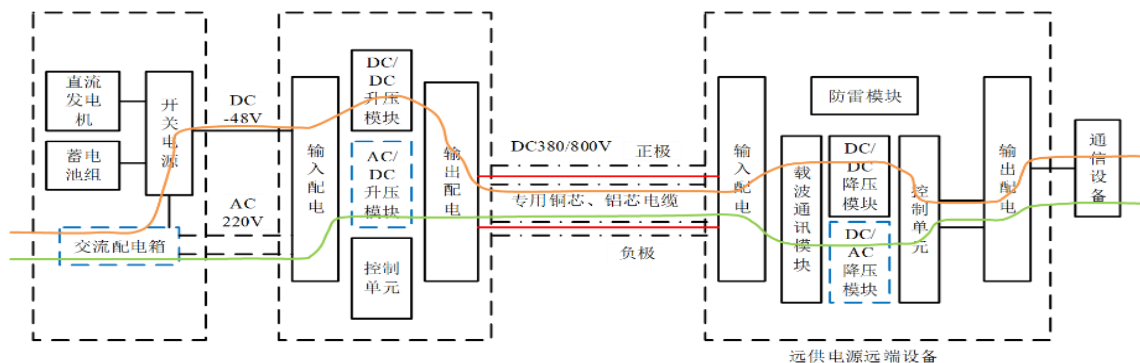 直流
发电
机
蓄电
池组
开关电源
交流配电箱
DC
-48V
AC
220V
输入配电
DC/
DC
升压
模块
AC/
DC
升压
模块
控制
单元
输出配电
DC380/800V
正极
专用铜芯、铝芯电缆
负极
输入配电
防雷模块
载波通讯模块
DC/
DC
降压
模块
DC/
AC
降压
模块
控制单元
输出配电
通信设备
远供电源远端设备